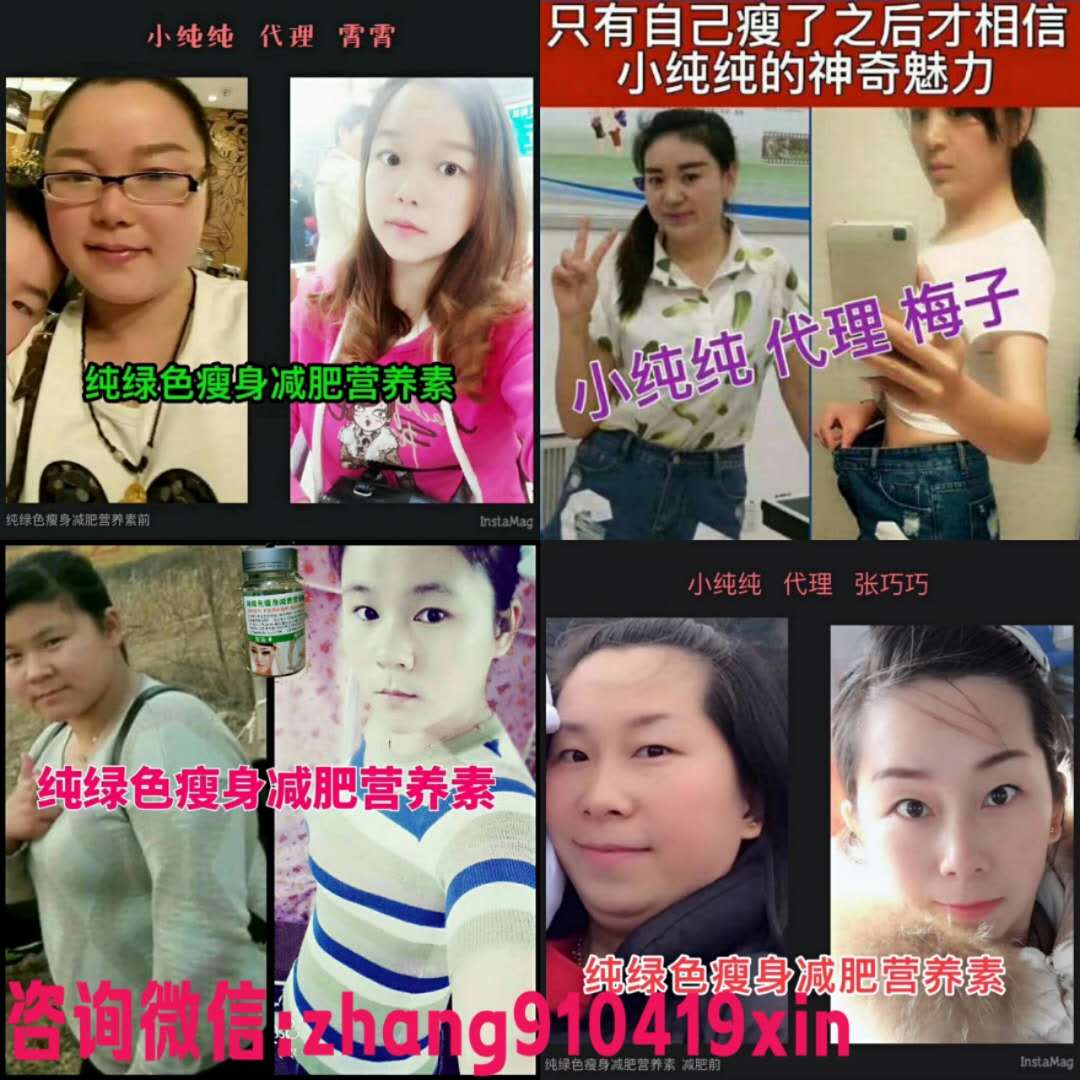 小纯纯 代理 霄霄
纯绿色瘦身减肥营养素
纯绿色瘦身减肥营养素前
InstaMag
只有自己瘦了之后才相信
小纯纯的神奇魅力
小纯纯 代理 梅子
纯绿色瘦身减肥营养素
小纯纯 代理 张巧巧
纯绿色瘦身减肥营养素
纯绿色瘦身减肥营养素 减肥前
InstaMag
咨询微信:zhang910419xin